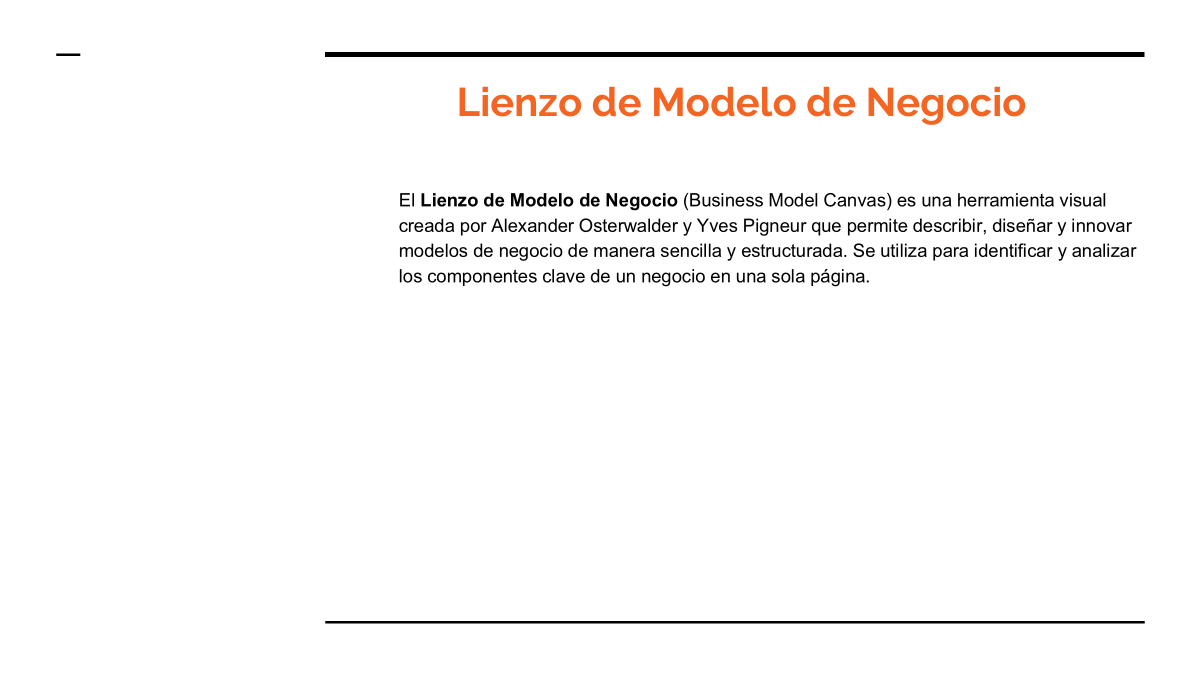 Lienzo de Modelo de Negocio
El Lienzo de Modelo de Negocio (Business Model Canvas) es una herramienta visual
creada por Alexander Osterwalder y Yves Pigneur que permite describir, diseñar y innovar
modelos de negocio de manera sencilla y estructurada. Se utiliza para identificar y analizar
los componentes clave de un negocio en una sola página.